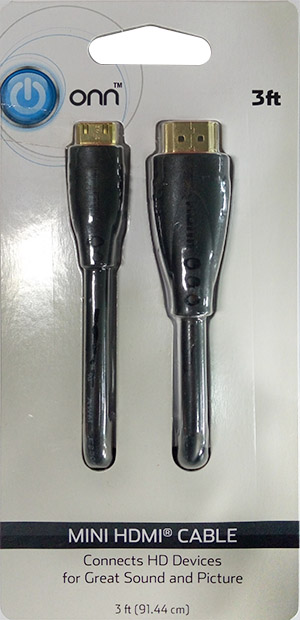 onn™
3ft
MINI HDMI® CABLE
Connects HD Devices
for Great Sound and Picture
3 ft (91.44 cm)